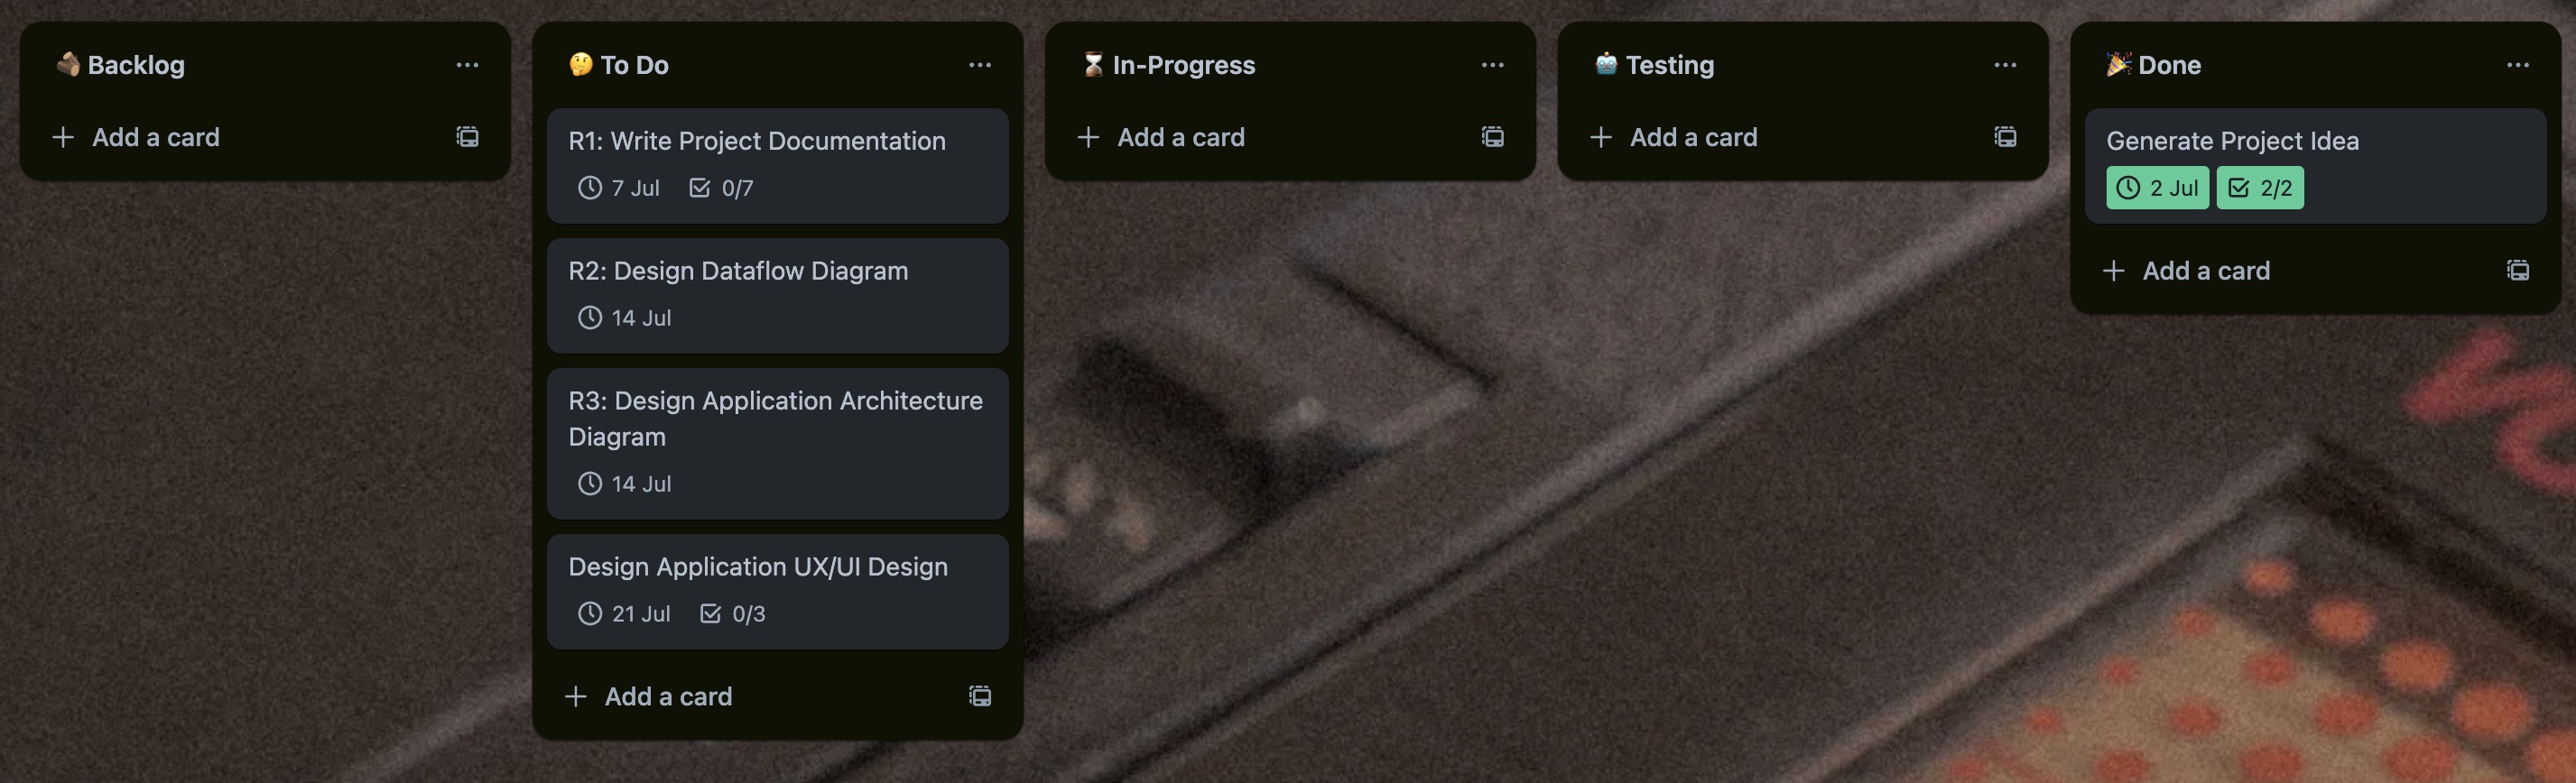 Backlog
Add a card
To Do
R1: Write Project Documentation
7 Jul 0/7
R2: Design Dataflow Diagram
14 Jul
R3: Design Application Architecture
Diagram
14 Jul
Design Application UX/UI Design
21 Jul 0/3
Add a card
In-Progress
Add a card
Testing
Add a card
Done
Generate Project Idea
2 Jul 2/2
Add a card